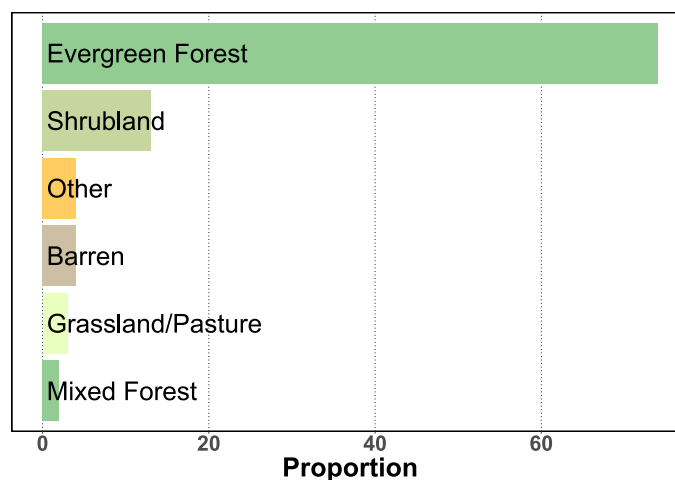 Evergreen Forest
Shrubland
Other
Barren
Grassland/Pasture
Mixed Forest
0 20 40 60
Proportion